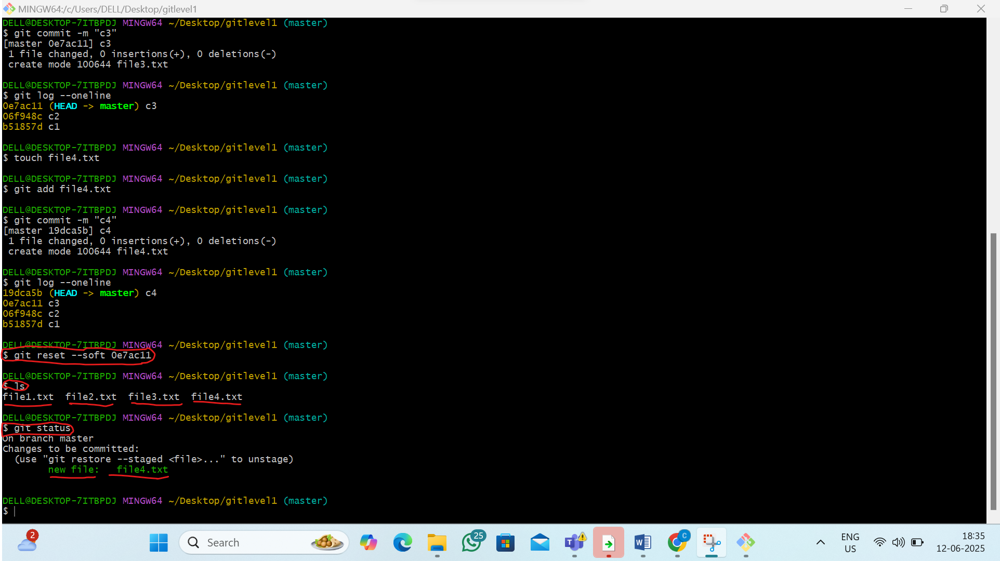 MINGW64:/c/Users/DELL/Desktop/gitlevel1
DELL@DESKTOP-7ITBPDJ MINGW64 ~/Desktop/gitlevel1 (master)
$ git commit -m "c3"
[master 0e7ac11] c3
 1 file changed, 0 insertions(+), 0 deletions(-)
 create mode 100644 file3.txt
DELL@DESKTOP-7ITBPDJ MINGW64 ~/Desktop/gitlevel1 (master)
$ git log --oneline
0e7ac11 (HEAD -> master) c3
06f948c c2
b51857d c1
DELL@DESKTOP-7ITBPDJ MINGW64 ~/Desktop/gitlevel1 (master)
$ touch file4.txt
DELL@DESKTOP-7ITBPDJ MINGW64 ~/Desktop/gitlevel1 (master)
$ git add file4.txt
DELL@DESKTOP-7ITBPDJ MINGW64 ~/Desktop/gitlevel1 (master)
$ git commit -m "c4"
[master 19dca5b] c4
 1 file changed, 0 insertions(+), 0 deletions(-)
 create mode 100644 file4.txt
DELL@DESKTOP-7ITBPDJ MINGW64 ~/Desktop/gitlevel1 (master)
$ git log --oneline
19dca5b (HEAD -> master) c4
0e7ac11 c3
06f948c c2
b51857d c1
DELL@DESKTOP-7ITBPDJ MINGW64 ~/Desktop/gitlevel1 (master)
$ git reset --soft 0e7ac11
DELL@DESKTOP-7ITBPDJ MINGW64 ~/Desktop/gitlevel1 (master)
$ ls
file1.txt  file2.txt  file3.txt  file4.txt
DELL@DESKTOP-7ITBPDJ MINGW64 ~/Desktop/gitlevel1 (master)
$ git status
On branch master
Changes to be committed:
  (use "git restore --staged <file>..." to unstage)
        new file:   file4.txt
DELL@DESKTOP-7ITBPDJ MINGW64 ~/Desktop/gitlevel1 (master)
$
2
Search
25
T
W
C
ENG
US
18:35
12-06-2025